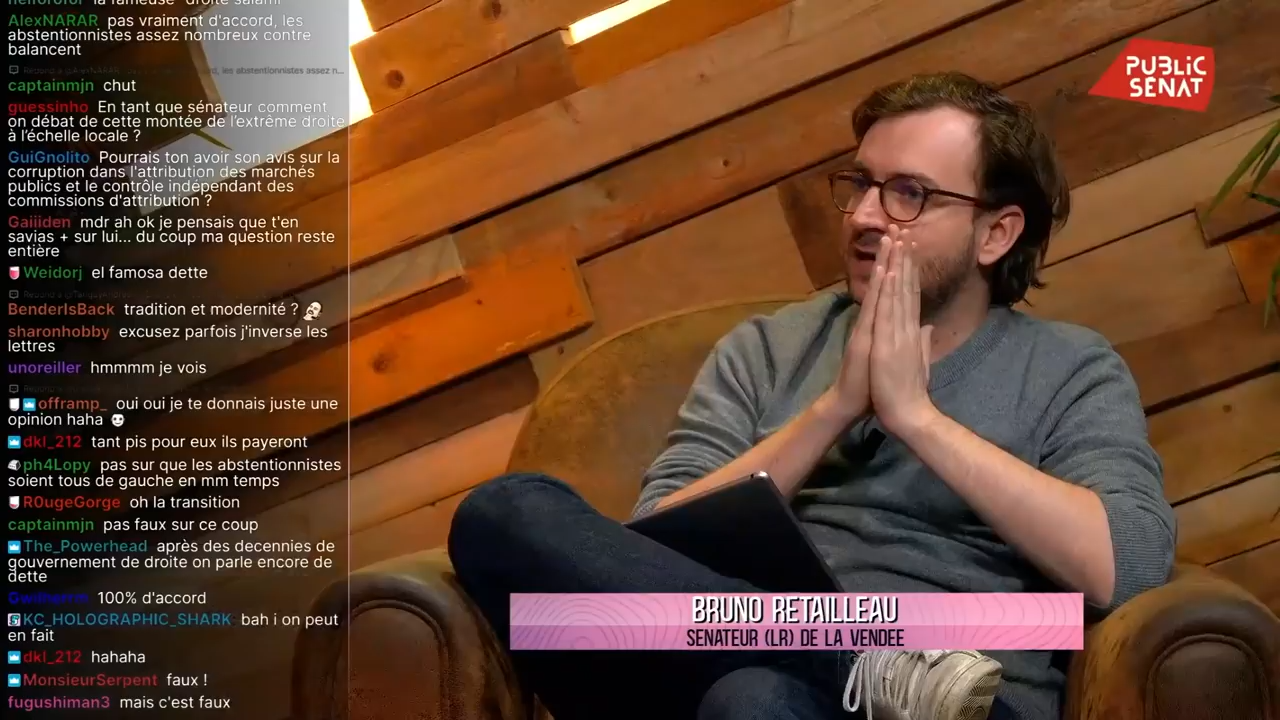 AlexNARAR pas vraiment d'accord, les
abstentionnistes assez nombreux contre
balancent
captainmjn chut
guessinho En tant que sénateur comment
on débat de cette montée de l'extrême droite
à l'échelle locale ?
GuiGnolito Pourrais ton avoir son avis sur la
corruption dans l'attribution des marchés
publics et le contrôle indépendant des
commissions d'attribution ?
Gaiiiden mdr ah ok je pensais que t'en
savias + sur lui... du coup ma question reste
entière
Weidorj el famosa dette
BenderIsBack tradition et modernité ?
sharonhobby excusez parfois j'inverse les
lettres
unoreiller hmmmm je vois
offramp_ oui oui je te donnais juste une
opinion haha
dkl_212 tant pis pour eux ils payeront
ph4Lopy pas sur que les abstentionnistes
soient tous de gauche en mm temps
R0ugeGorge oh la transition
captainmjn pas faux sur ce coup
The_Powerhead après des decennies de
gouvernement de droite on parle encore de
dette
100% d'accord
KC_HOLOGRAPHIC_SHARK bah i on peut
en fait
dkl_212 hahaha
MonsieurSerpent faux !
fugushiman3 mais c'est faux
PUBLIC
SÉNAT
BRUNO RETAILLEAU
SENATEUR (LR) DE LA VENDEE